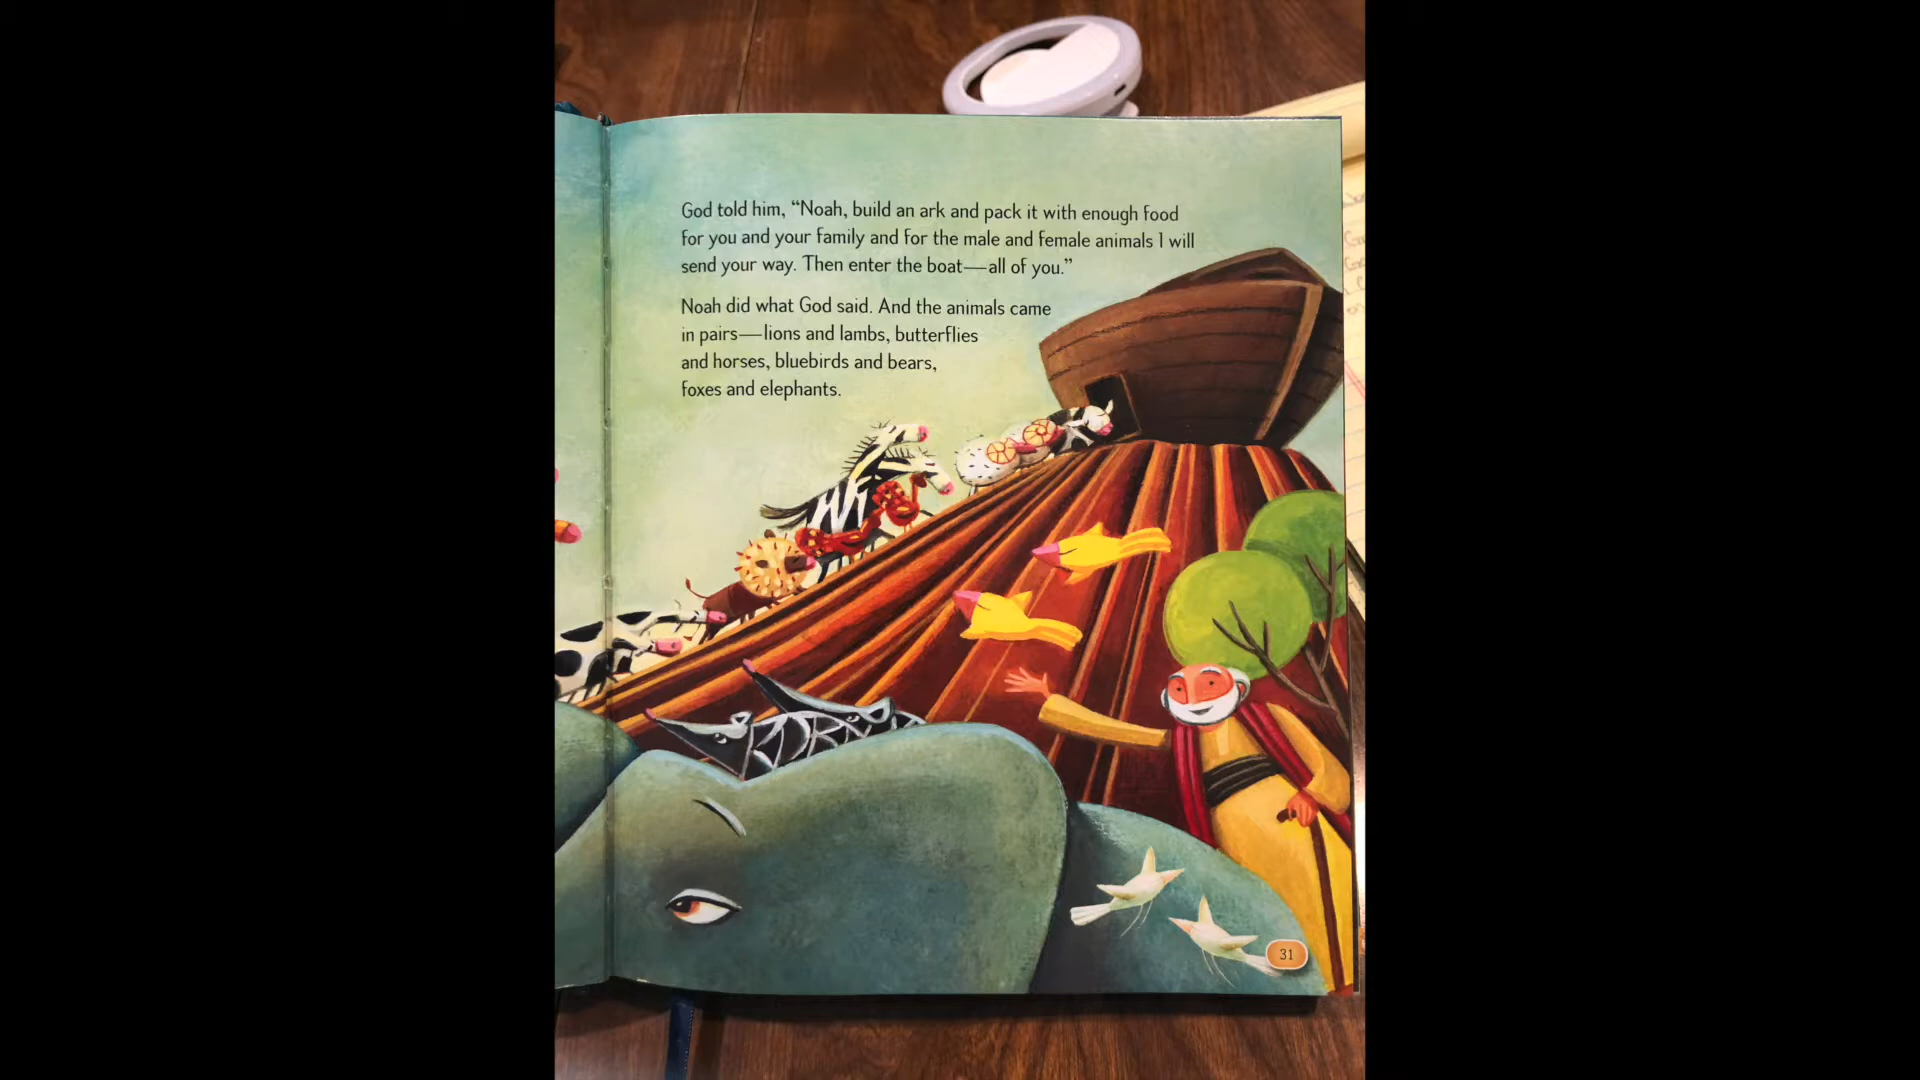 God told him, “Noah, build an ark and pack it with enough food
for you and your family and for the male and female animals I will
send your way. Then enter the boat—all of you.”
Noah did what God said. And the animals came
in pairs—lions and lambs, butterflies
and horses, bluebirds and bears,
foxes and elephants.
31